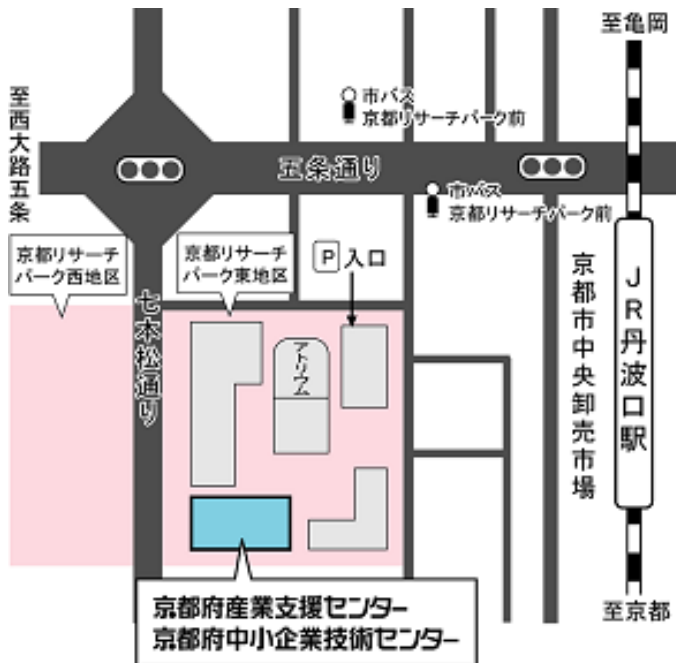 至亀岡
市バス
京都リサーチパーク前
至西大路五条
五条通り
市バス
京都リサーチパーク前
京都リサーチ
パーク西地区
京都リサーチ
パーク東地区
P入口
七本松通り
アトリウム
京都市中央卸売市場
JR丹波口駅
京都府産業支援センター
京都府中小企業技術センター
至京都